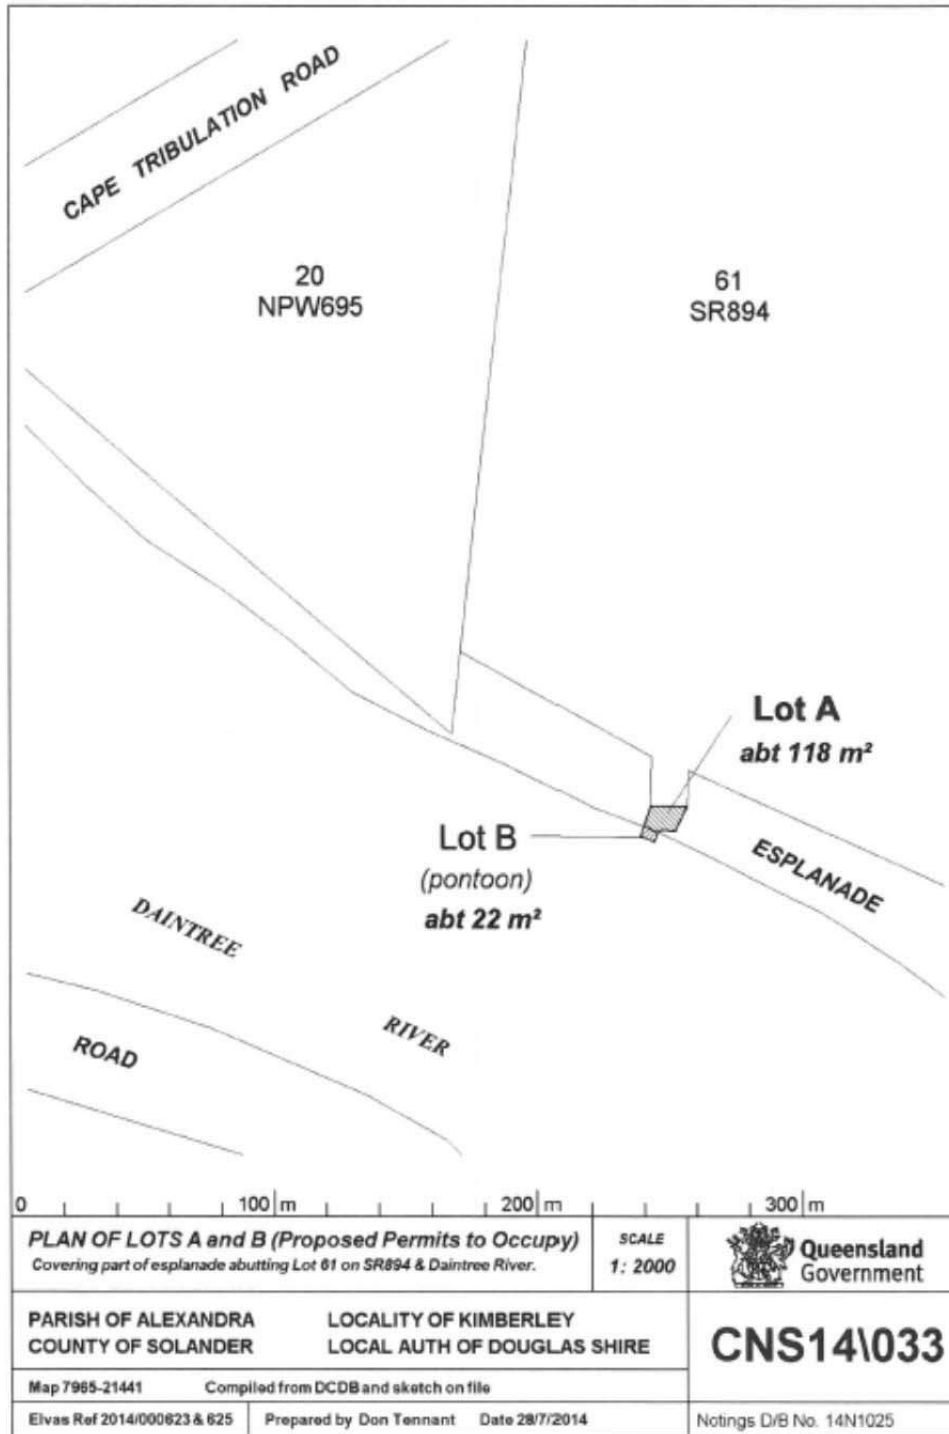 CAPE TRIBULATION ROAD
20
NPW695
61
SR894
Lot A
abt 118 m²
Lot B
(pontoon)
abt 22 m²
ESPLANADE
DAINTREE
RIVER
ROAD
0 100 m 200 m 300 m
PLAN OF LOTS A and B (Proposed Permits to Occupy)
Covering part of esplanade abutting Lot 61 on SR894 & Daintree River.
SCALE
1: 2000
Queensland
Government
PARISH OF ALEXANDRA LOCALITY OF KIMBERLEY
COUNTY OF SOLANDER LOCAL AUTH OF DOUGLAS SHIRE
CNS14\033
Map 7965-21441 Compiled from DCDB and sketch on file
Elvas Ref 2014/000623 & 625 Prepared by Don Tennant Date 28/7/2014
Notings D/B No. 14N1025